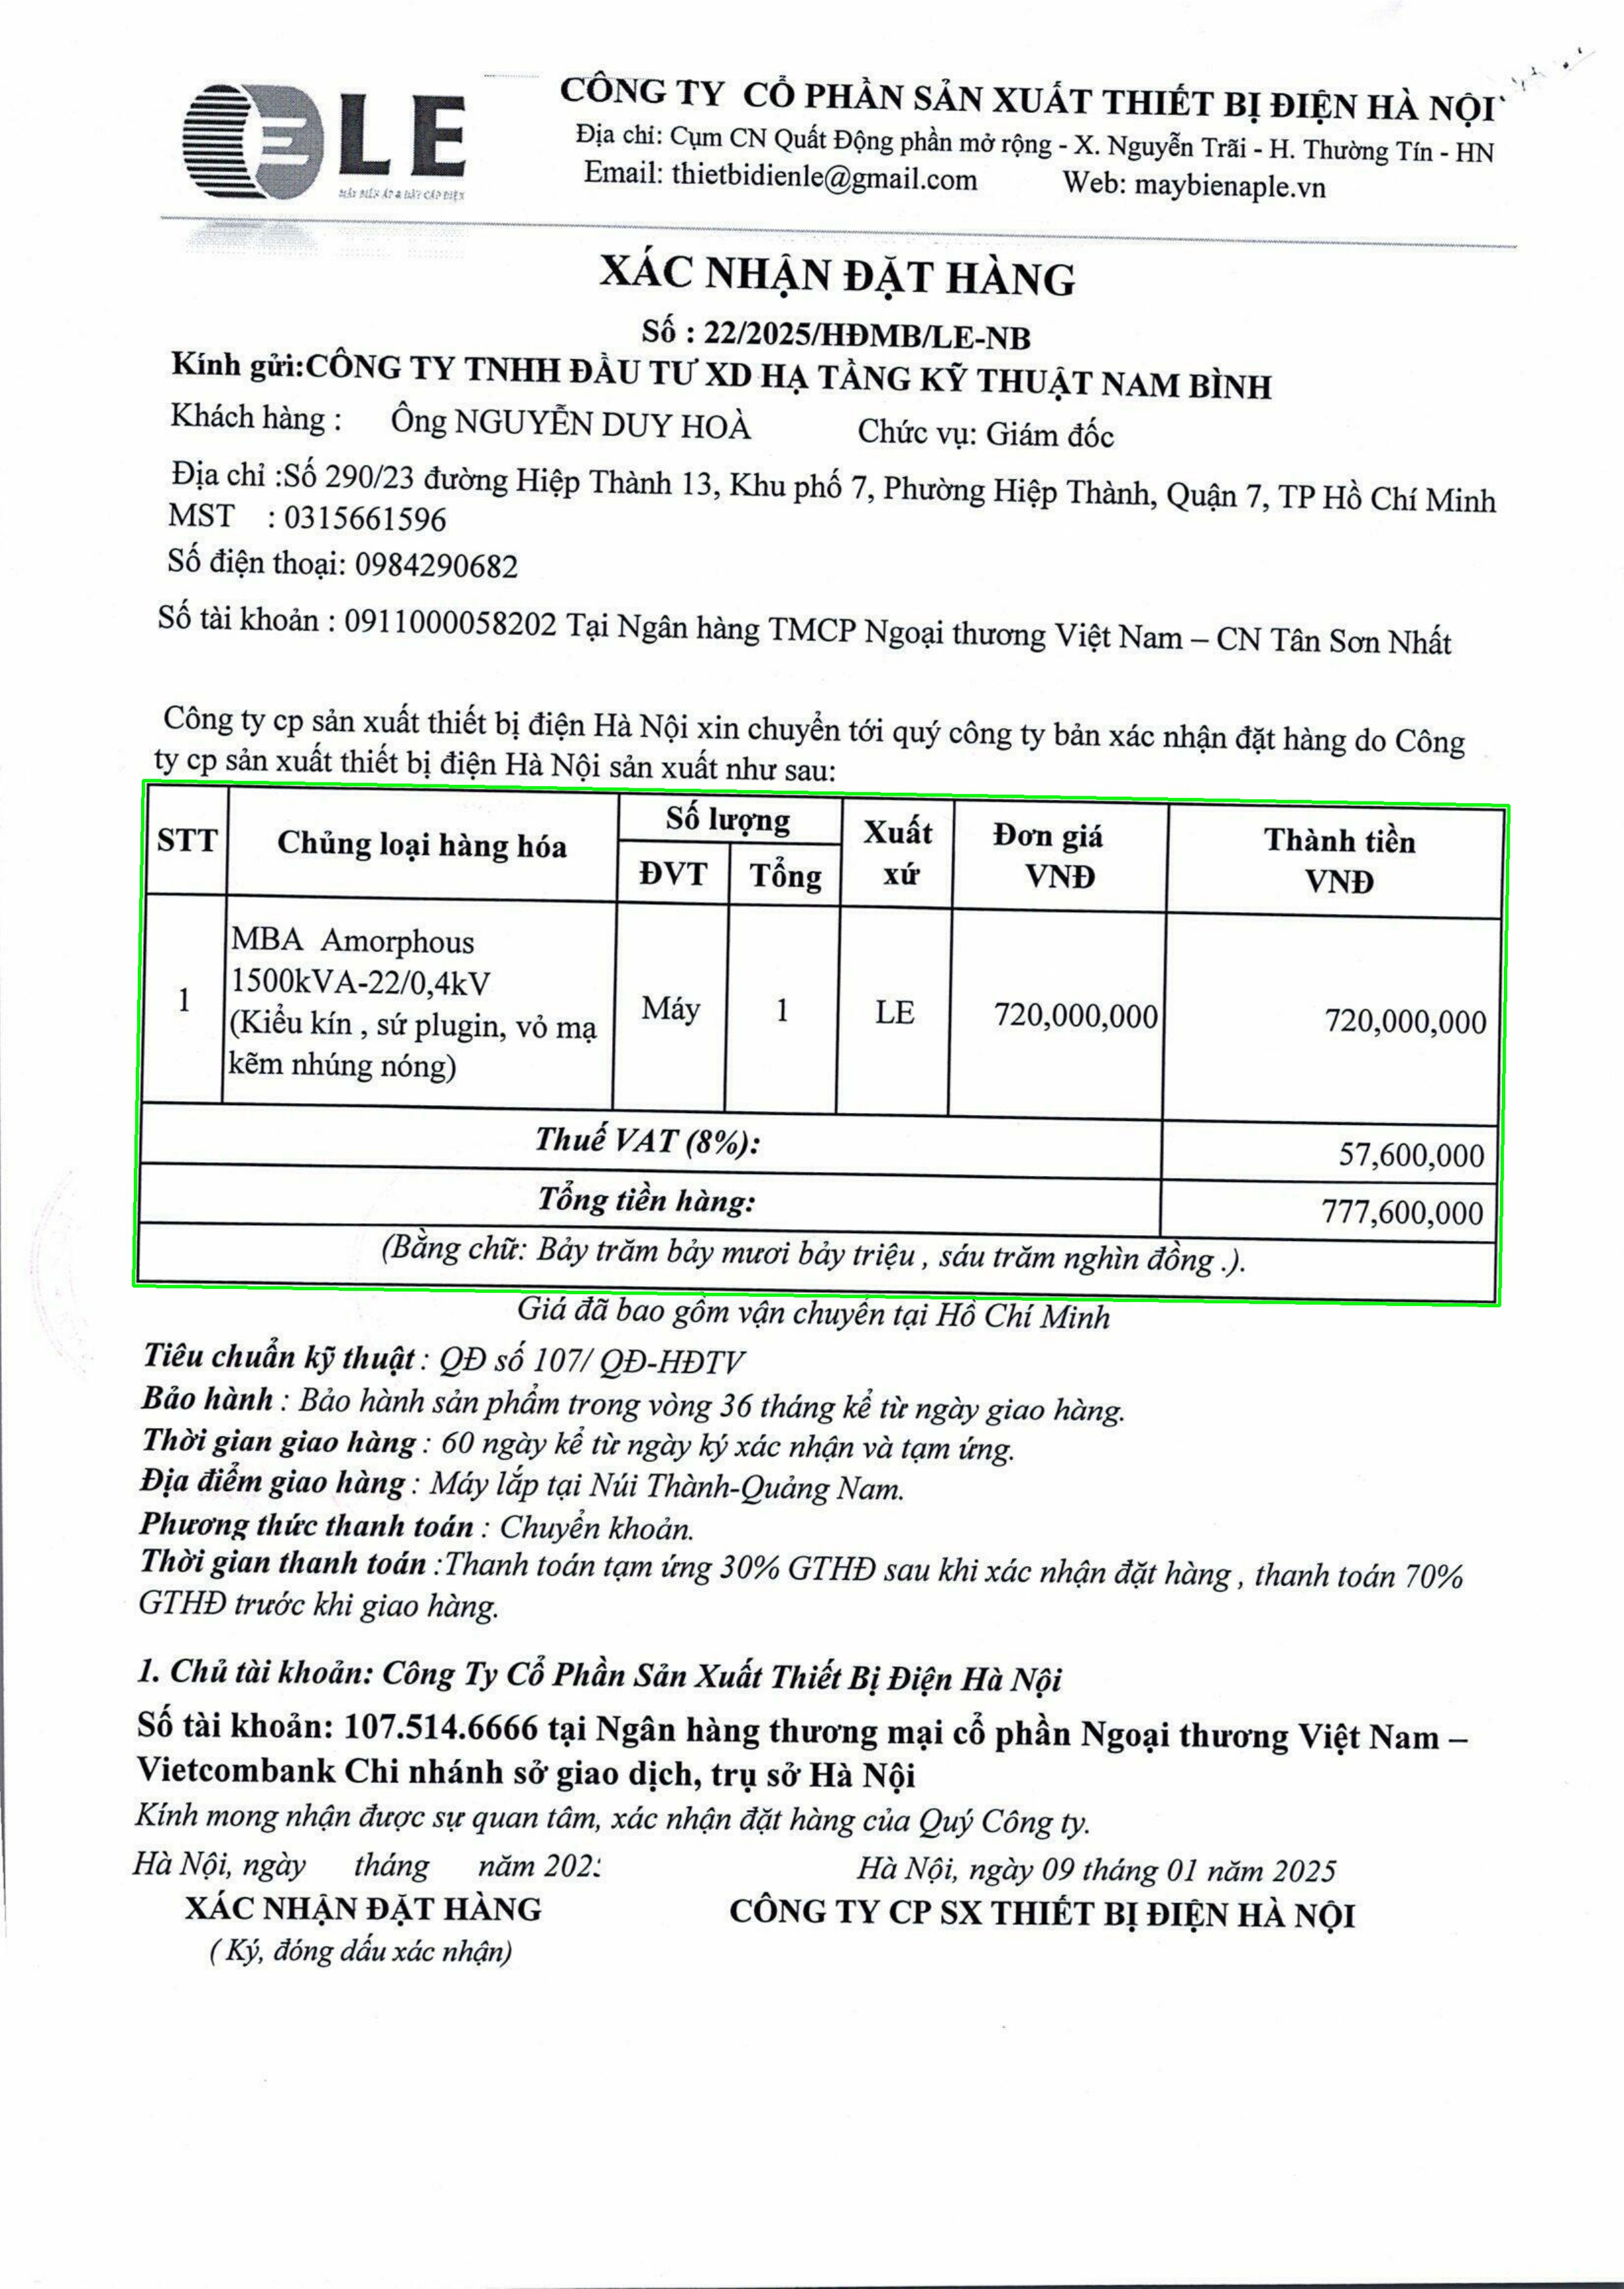 LE
MÁY BIẾN ÁP & DÂY CÁP ĐIỆN
CÔNG TY CỔ PHẦN SẢN XUẤT THIẾT BỊ ĐIỆN HÀ NỘI
Địa chỉ: Cụm CN Quất Động phần mở rộng - X. Nguyễn Trãi - H. Thường Tín - HN
Email: thietbidienle@gmail.com Web: maybienaple.vn
XÁC NHẬN ĐẶT HÀNG
Số : 22/2025/HĐMB/LE-NB
Kính gửi:CÔNG TY TNHH ĐẦU TƯ XD HẠ TẦNG KỸ THUẬT NAM BÌNH
Khách hàng : Ông NGUYỄN DUY HOÀ Chức vụ: Giám đốc
Địa chỉ :Số 290/23 đường Hiệp Thành 13, Khu phố 7, Phường Hiệp Thành, Quận 7, TP Hồ Chí Minh
MST : 0315661596
Số điện thoại: 0984290682
Số tài khoản : 0911000058202 Tại Ngân hàng TMCP Ngoại thương Việt Nam – CN Tân Sơn Nhất
Công ty cp sản xuất thiết bị điện Hà Nội xin chuyển tới quý công ty bản xác nhận đặt hàng do Công
ty cp sản xuất thiết bị điện Hà Nội sản xuất như sau:
STT Chủng loại hàng hóa Số lượng Xuất xứ Đơn giá VNĐ Thành tiền VNĐ
ĐVT Tổng
1 MBA Amorphous
1500kVA-22/0,4kV
(Kiểu kín , sứ plugin, vỏ mạ
kẽm nhúng nóng)
Máy 1 LE 720,000,000 720,000,000
Thuế VAT (8%): 57,600,000
Tổng tiền hàng: 777,600,000
(Bằng chữ: Bảy trăm bảy mươi bảy triệu , sáu trăm nghìn đồng .).
Giá đã bao gồm vận chuyển tại Hồ Chí Minh
Tiêu chuẩn kỹ thuật : QĐ số 107/ QĐ-HĐTV
Bảo hành : Bảo hành sản phẩm trong vòng 36 tháng kể từ ngày giao hàng.
Thời gian giao hàng : 60 ngày kể từ ngày ký xác nhận và tạm ứng.
Địa điểm giao hàng : Máy lắp tại Núi Thành-Quảng Nam.
Phương thức thanh toán : Chuyển khoản.
Thời gian thanh toán :Thanh toán tạm ứng 30% GTHĐ sau khi xác nhận đặt hàng , thanh toán 70%
GTHĐ trước khi giao hàng.
1. Chủ tài khoản: Công Ty Cổ Phần Sản Xuất Thiết Bị Điện Hà Nội
Số tài khoản: 107.514.6666 tại Ngân hàng thương mại cổ phần Ngoại thương Việt Nam –
Vietcombank Chi nhánh sở giao dịch, trụ sở Hà Nội
Kính mong nhận được sự quan tâm, xác nhận đặt hàng của Quý Công ty.
Hà Nội, ngày tháng năm 202 Hà Nội, ngày 09 tháng 01 năm 2025
XÁC NHẬN ĐẶT HÀNG CÔNG TY CP SX THIẾT BỊ ĐIỆN HÀ NỘI
( Ký, đóng dấu xác nhận)